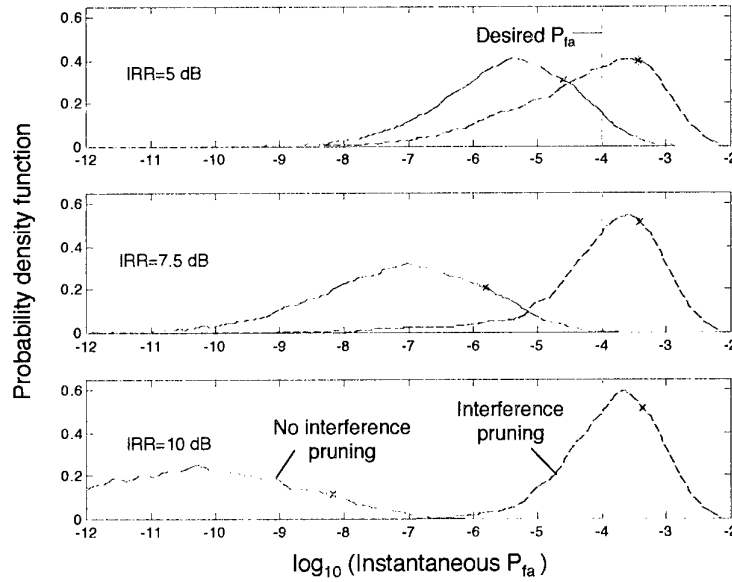 Probability density function
0.6
0.4
0.2
0
IRR=5 dB
Desired Pfa
-12 -11 -10 -9 -8 -7 -6 -5 -4 -3 -2
0.6
0.4
0.2
0
IRR=7.5 dB
-12 -11 -10 -9 -8 -7 -6 -5 -4 -3 -2
0.6
0.4
0.2
0
IRR=10 dB
No interference
pruning
Interference
pruning
-12 -11 -10 -9 -8 -7 -6 -5 -4 -3 -2
log10 (Instantaneous Pfa)